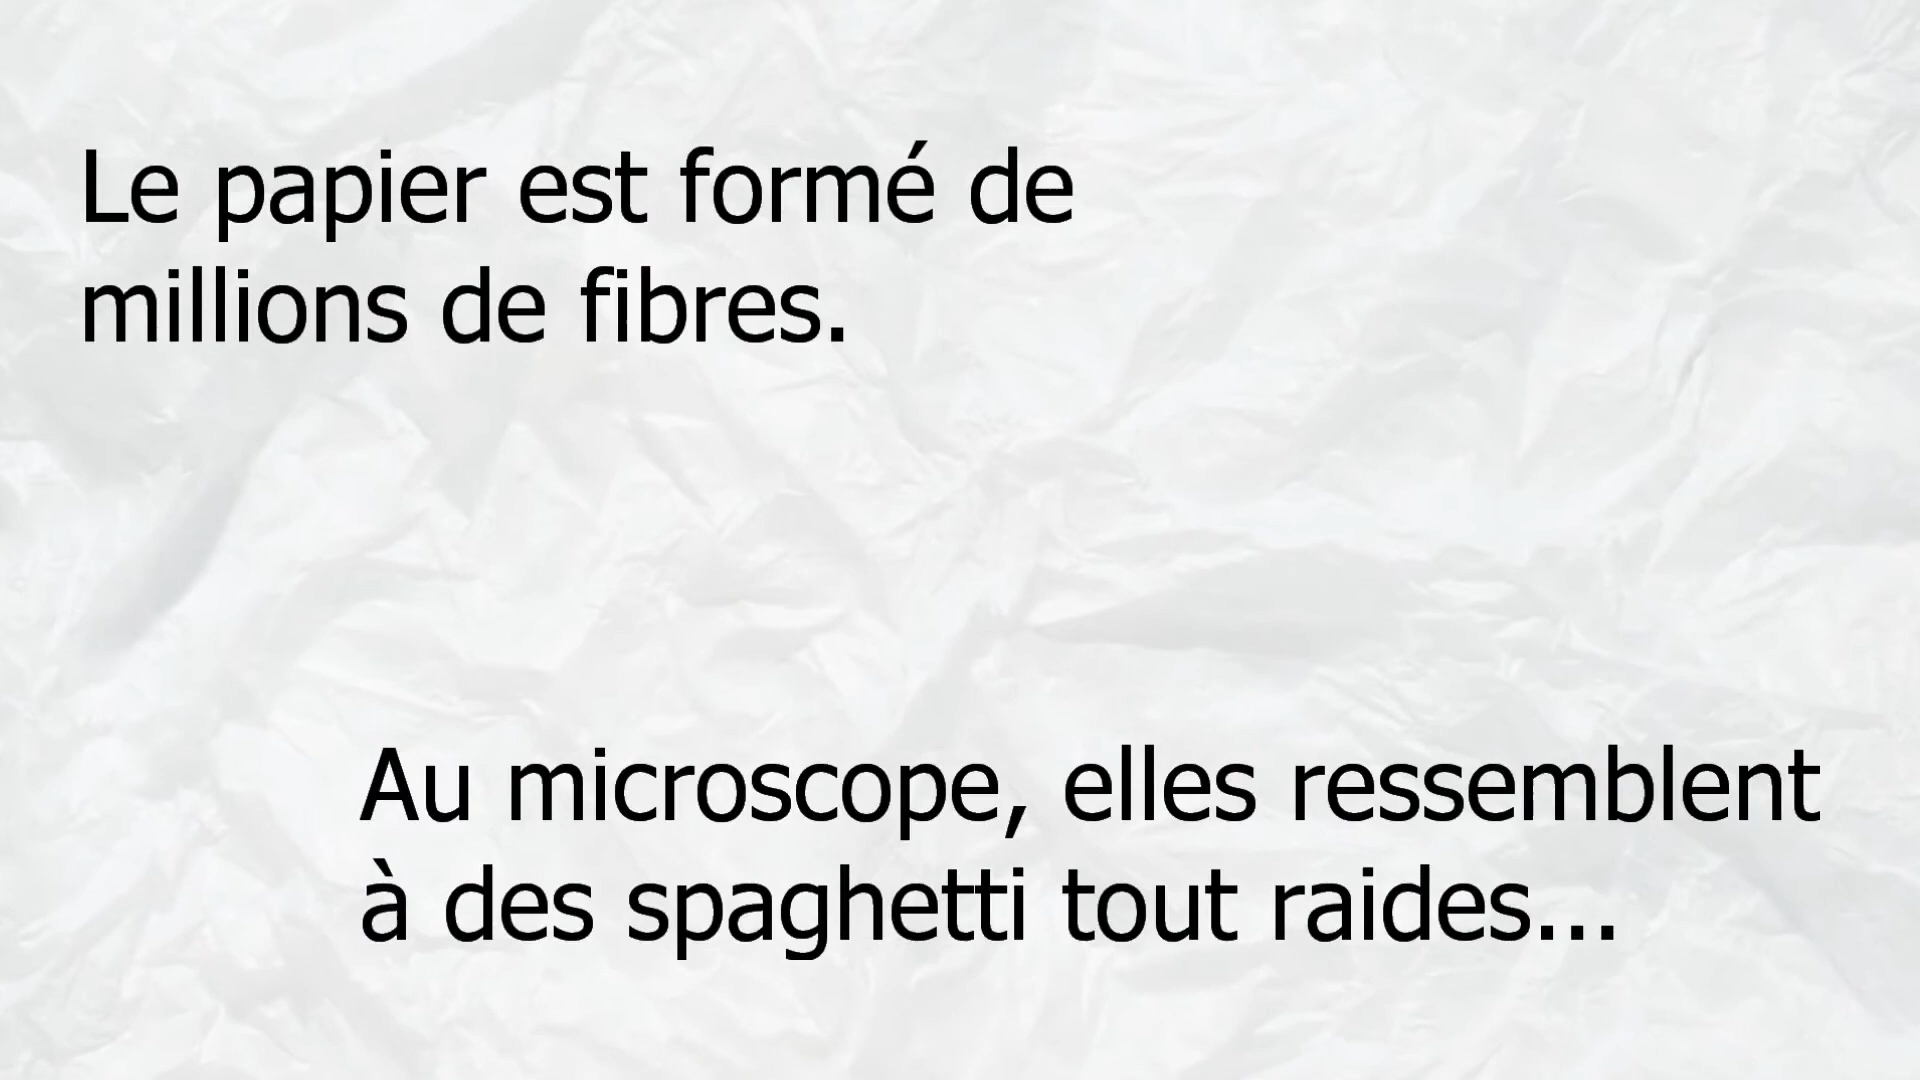 Le papier est formé de
millions de fibres.
Au microscope, elles ressemblent
à des spaghetti tout raides...